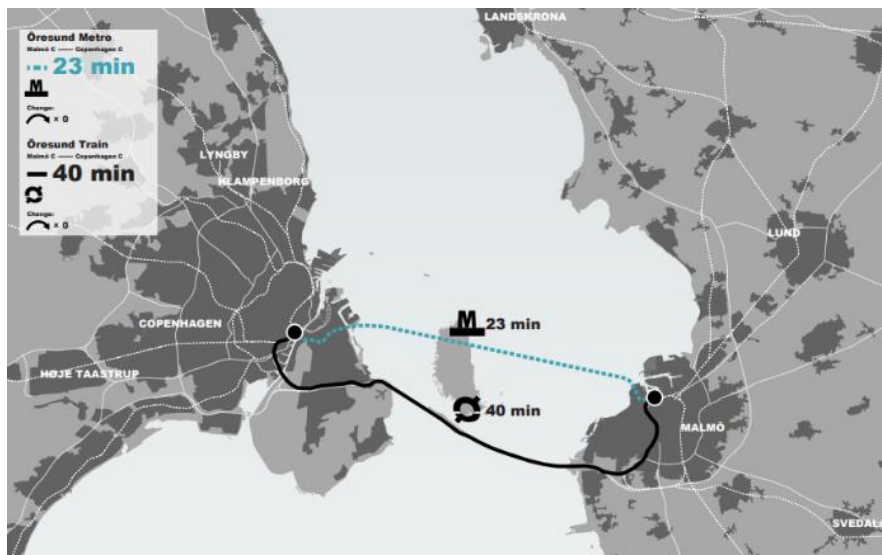 Öresund Metro
Malmö C —— Copenhagen C
23 min
M
Change:
× 0
Öresund Train
Malmö C —— Copenhagen C
40 min
Change:
× 0
LANDSKRONA
LYNGBY
KLAMPENBORG
LUND
COPENHAGEN
M 23 min
HØJE TAASTRUP
40 min
MALMÖ
SVEDALA